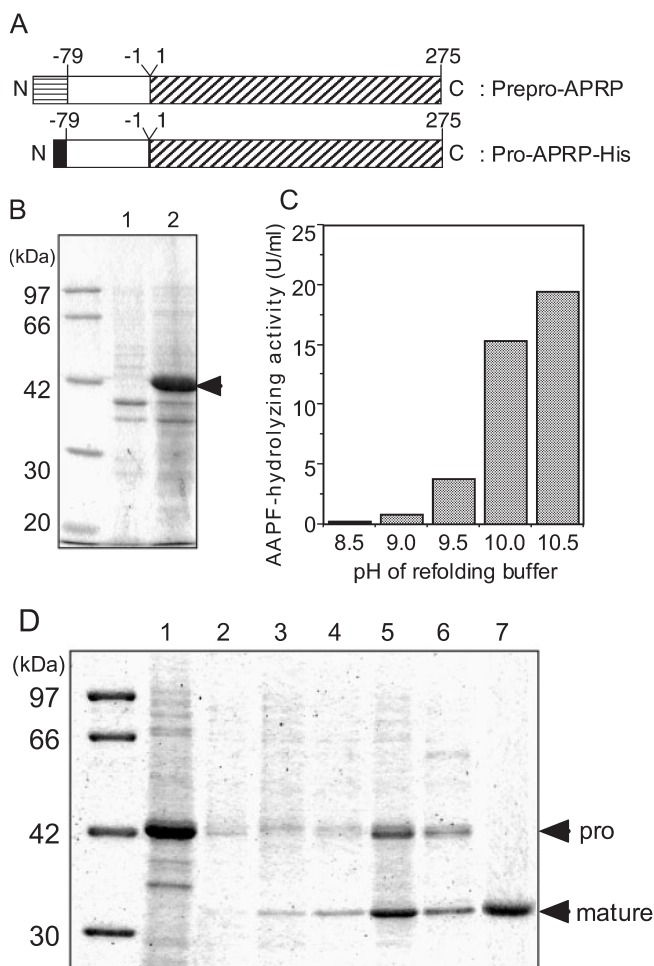 A
-79 -1 1 275
N C : Prepro-APRP
-79 -1 1 275
N C : Pro-APRP-His
B
1 2
(kDa)
97
66
42
30
20
C
AAPF-hydrolyzing activity (U/ml)
25
20
15
10
5
0
8.5 9.0 9.5 10.0 10.5
pH of refolding buffer
D
1 2 3 4 5 6 7
(kDa)
97
66
42
30
pro
mature